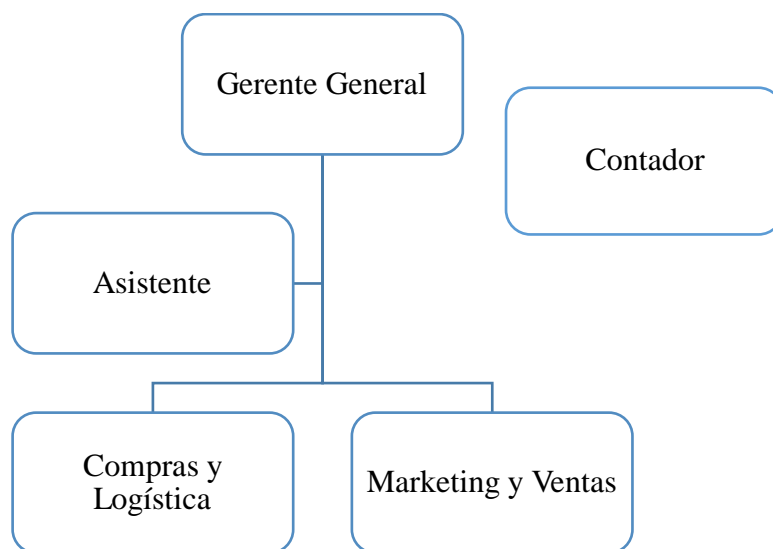 Gerente General
Contador
Asistente
Compras y
Logística
Marketing y Ventas